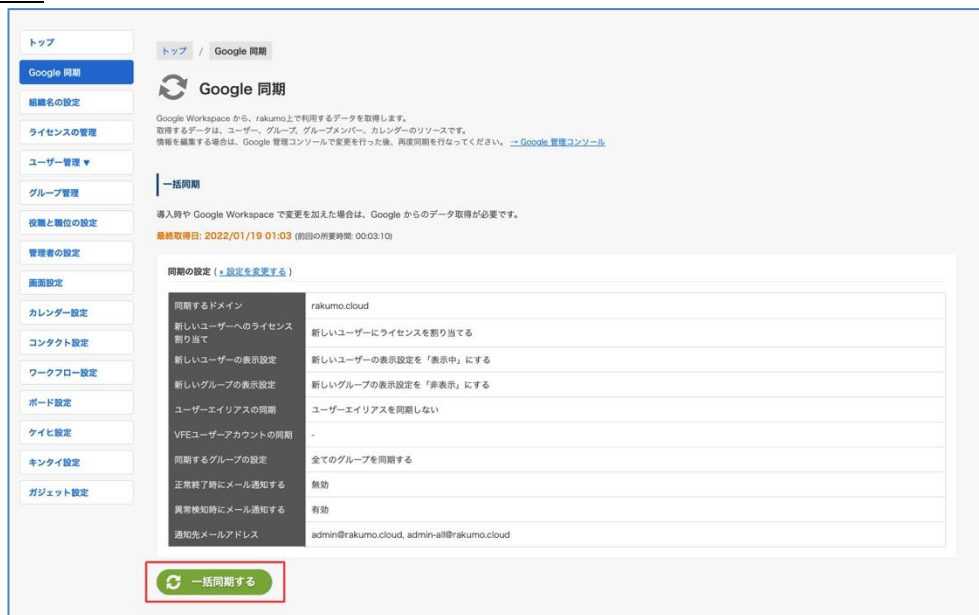 トップ
Google 同期
組織名の設定
ライセンスの管理
ユーザー管理 ▼
グループ管理
役職と職位の設定
管理者の設定
画面設定
カレンダー設定
コンタクト設定
ワークフロー設定
ボード設定
ケイヒ設定
キンタイ設定
ガジェット設定
トップ / Google 同期
Google 同期
Google Workspace から、rakumo上で利用するデータを取得します。
取得するデータは、ユーザー、グループ、グループメンバー、カレンダーのリソースです。
情報を編集する場合は、Google 管理コンソールで変更を行った後、再度同期を行なってください。 → Google 管理コンソール
一括同期
導入時や Google Workspace で変更を加えた場合は、Google からのデータ取得が必要です。
最終取得日: 2022/01/19 01:03 (前回の所要時間: 00:03:10)
同期の設定 ( » 設定を変更する )
同期するドメイン rakumo.cloud
新しいユーザーへのライセンス
割り当て 新しいユーザーにライセンスを割り当てる
新しいユーザーの表示設定 新しいユーザーの表示設定を「表示中」にする
新しいグループの表示設定 新しいグループの表示設定を「非表示」にする
ユーザーエイリアスの同期 ユーザーエイリアスを同期しない
VFEユーザーアカウントの同期 -
同期するグループの設定 全てのグループを同期する
正常終了時にメール通知する 無効
異常検知時にメール通知する 有効
通知先メールアドレス admin@rakumo.cloud, admin-all@rakumo.cloud
一括同期する